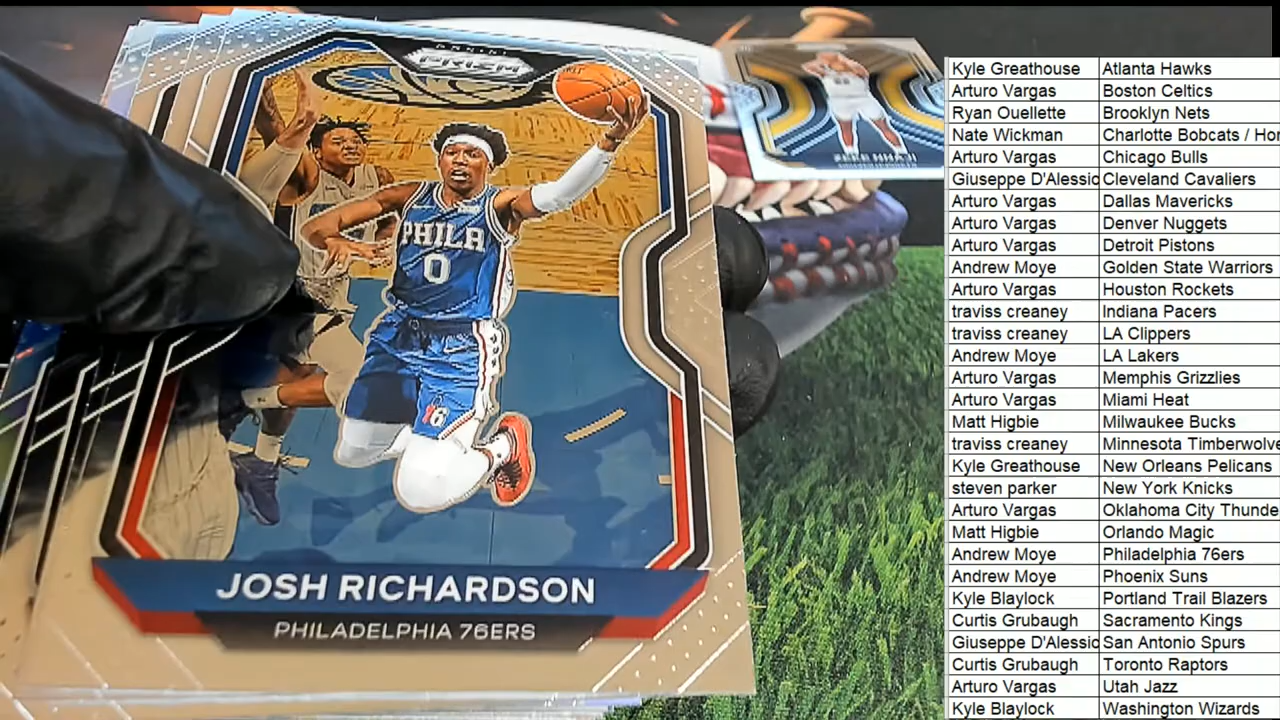 PANINI
PRIZM
PHILA
0
76
JOSH RICHARDSON
PHILADELPHIA 76ERS
Kyle Greathouse Atlanta Hawks
Arturo Vargas Boston Celtics
Ryan Ouellette Brooklyn Nets
Nate Wickman Charlotte Bobcats / Ho
Arturo Vargas Chicago Bulls
Giuseppe D'Alessio Cleveland Cavaliers
Arturo Vargas Dallas Mavericks
Arturo Vargas Denver Nuggets
Arturo Vargas Detroit Pistons
Andrew Moye Golden State Warriors
Arturo Vargas Houston Rockets
traviss creaney Indiana Pacers
traviss creaney LA Clippers
Andrew Moye LA Lakers
Arturo Vargas Memphis Grizzlies
Arturo Vargas Miami Heat
Matt Higbie Milwaukee Bucks
traviss creaney Minnesota Timberwolve
Kyle Greathouse New Orleans Pelicans
steven parker New York Knicks
Arturo Vargas Oklahoma City Thunde
Matt Higbie Orlando Magic
Andrew Moye Philadelphia 76ers
Andrew Moye Phoenix Suns
Kyle Blaylock Portland Trail Blazers
Curtis Grubaugh Sacramento Kings
Giuseppe D'Alessio San Antonio Spurs
Curtis Grubaugh Toronto Raptors
Arturo Vargas Utah Jazz
Kyle Blaylock Washington Wizards